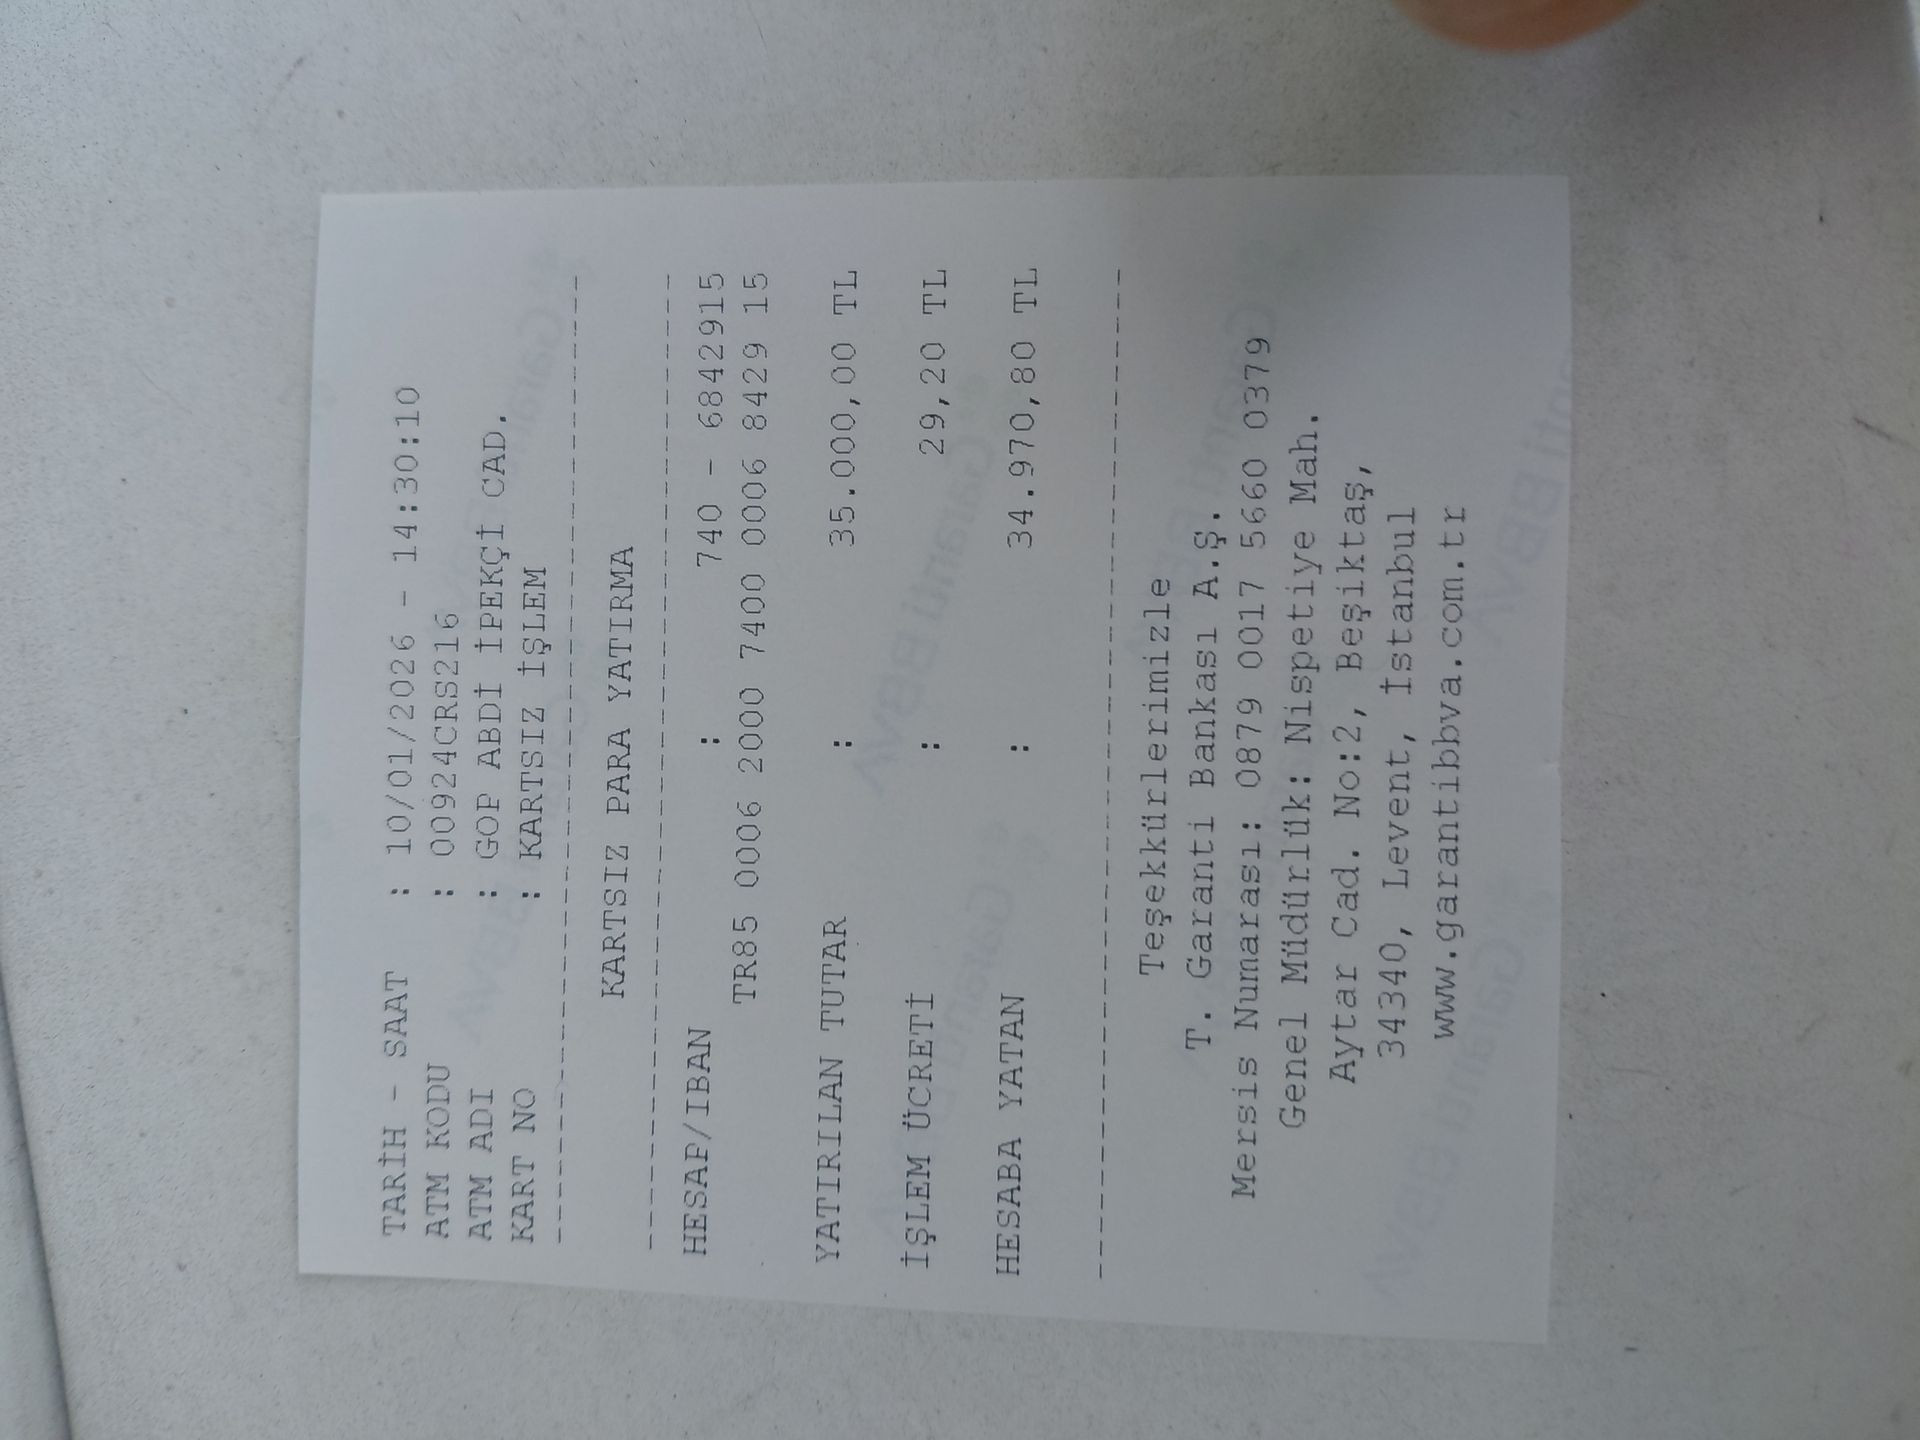 TARİH - SAAT : 10/01/2026 - 14:30:10
ATM KODU : 00924CRS216
ATM ADI : GOP ABDİ İPEKÇİ CAD.
KART NO : KARTSIZ İŞLEM
KARTSIZ PARA YATIRMA
HESAP/IBAN : 740 - 6842915
TR85 0006 2000 7400 0006 8429 15
YATIRILAN TUTAR : 35.000,00 TL
İŞLEM ÜCRETİ : 29,20 TL
HESABA YATAN : 34.970,80 TL
Teşekkürlerimizle
T. Garanti Bankası A.Ş.
Mersis Numarası: 0879 0017 5660 0379
Genel Müdürlük: Nispetiye Mah.
Aytar Cad. No:2, Beşiktaş,
34340, Levent, İstanbul
www.garantibbva.com.tr